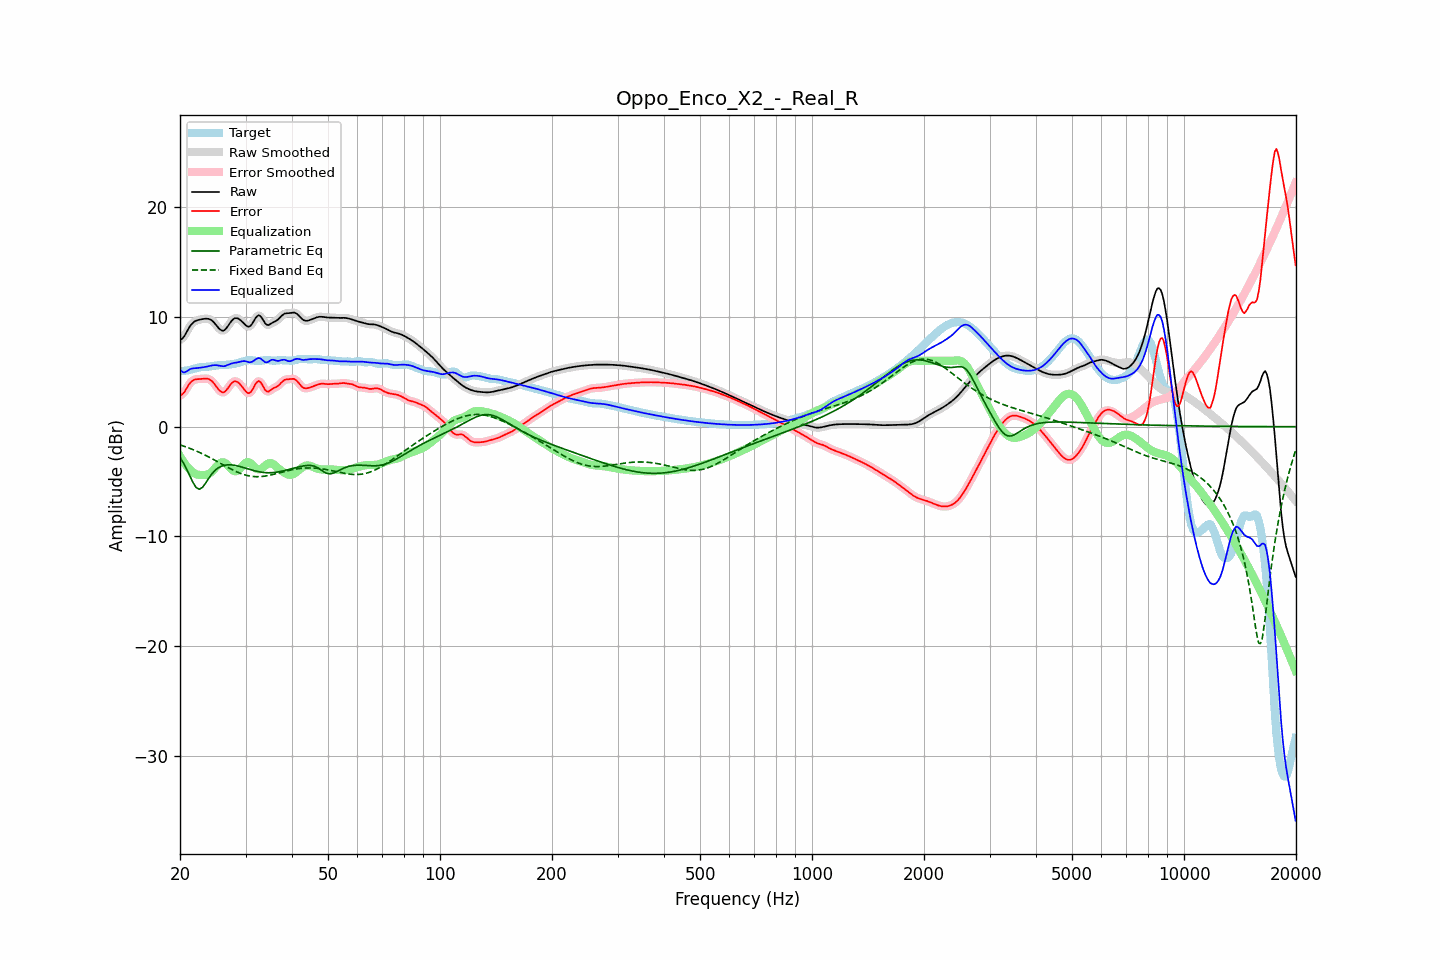 Oppo_Enco_X2_-_Real_R
Target
Raw Smoothed
Error Smoothed
Raw
Error
Equalization
Parametric Eq
Fixed Band Eq
Equalized
20
10
0
−10
−20
−30
Amplitude (dBr)
20 50 100 200 500 1000 2000 5000 10000 20000
Frequency (Hz)